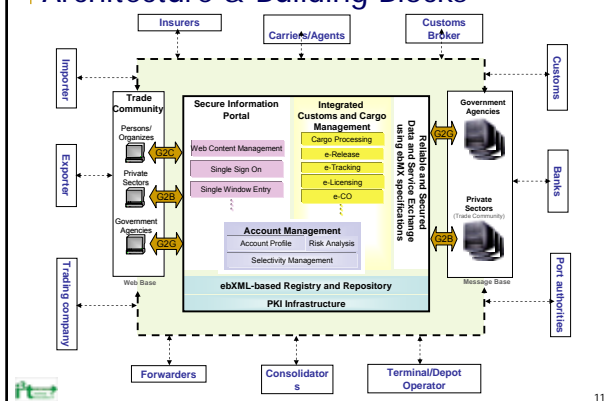 Architecture & Building Blocks
Insurers
Carriers/Agents
Customs
Broker
Importer
Exporter
Trading company
Trade
Community
Persons/
Organizes
Private
Sectors
Government
Agencies
Web Base
G2C
G2B
G2G
Secure Information
Portal
Web Content Management
Single Sign On
Single Window Entry
Integrated
Customs and Cargo
Management
Cargo Processing
e-Release
e-Tracking
e-Licensing
e-CO
Account Management
Account Profile
Risk Analysis
Selectivity Management
ebXML-based Registry and Repository
PKI Infrastructure
Reliable and Secured
Data and Service Exchange
using ebMX specifications
G2G
G2B
Government
Agencies
Private
Sectors
(Trade Community)
Message Base
Customs
Banks
Port authorities
Forwarders
Consolidator
s
Terminal/Depot
Operator
i³t
11